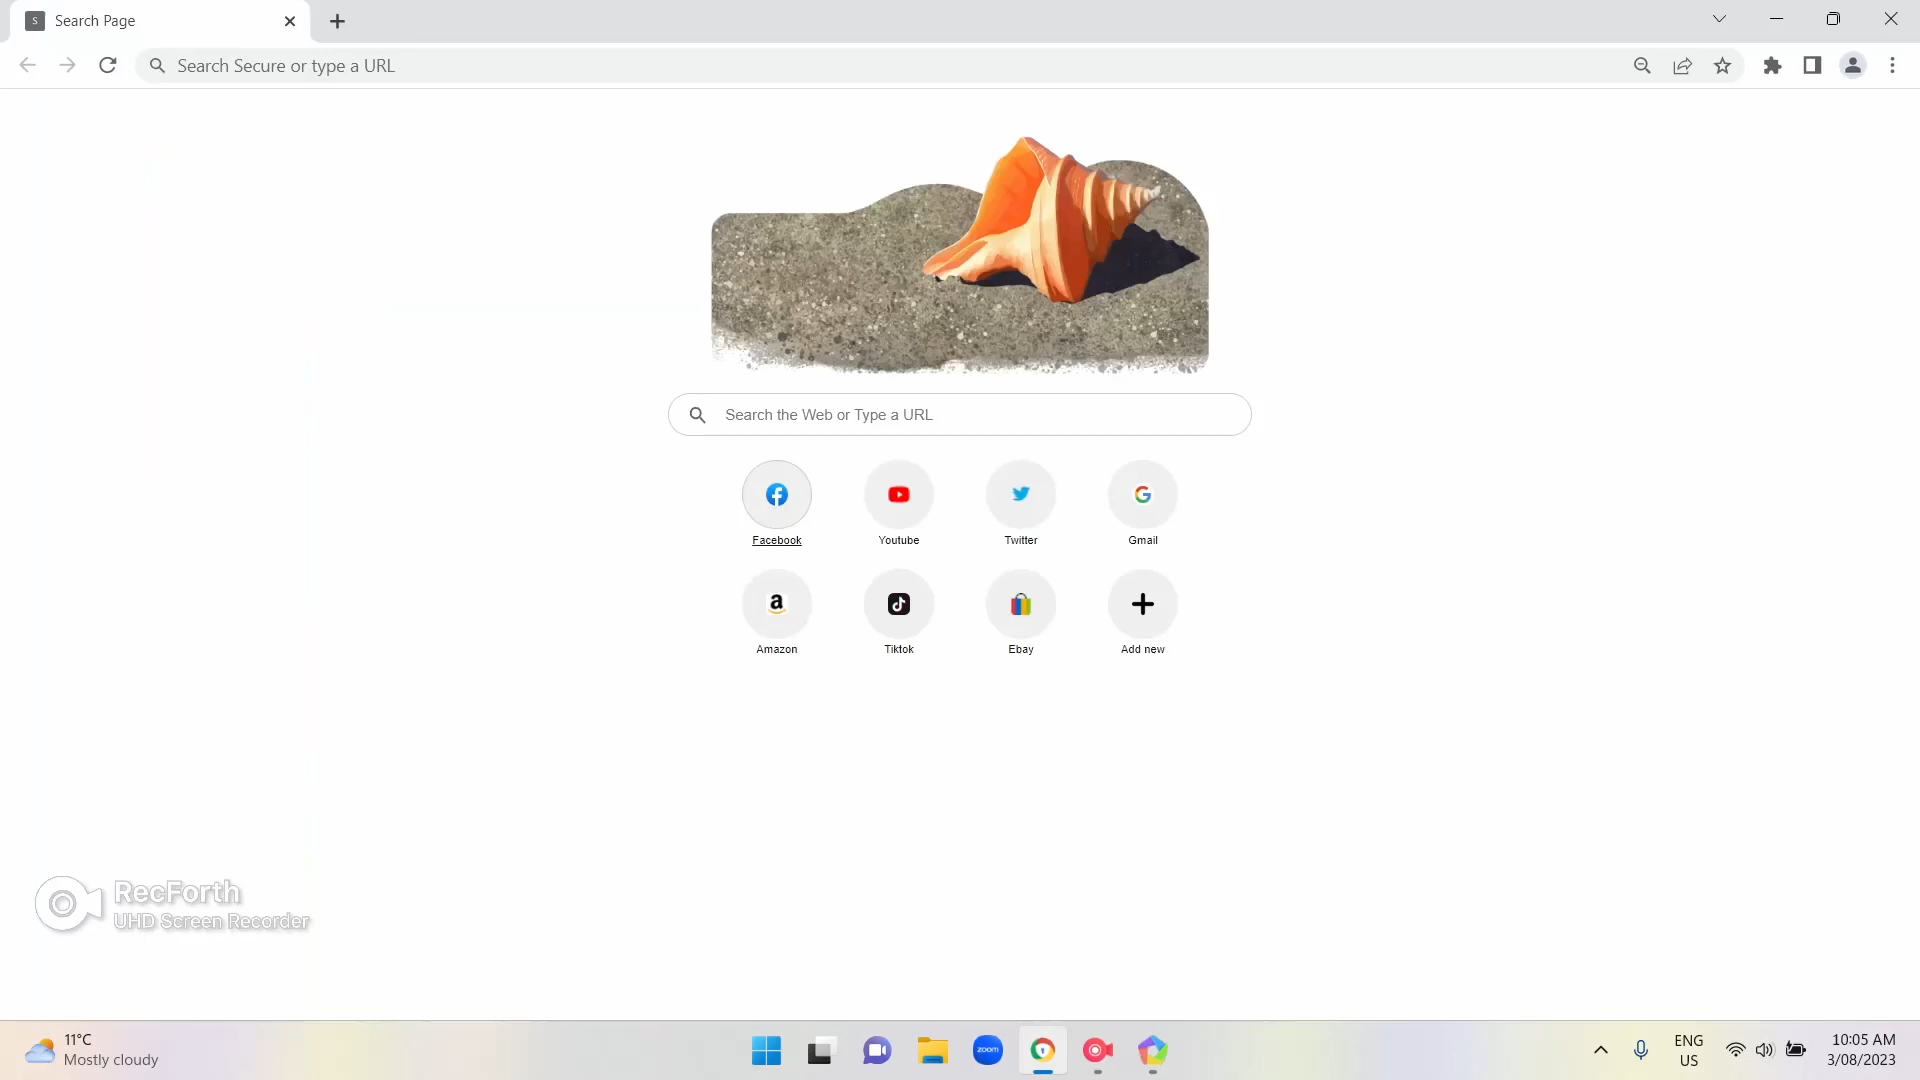 S
Search Page
Search Secure or type a URL
Search the Web or Type a URL
Facebook
Youtube
Twitter
Gmail
Amazon
Tiktok
Ebay
Add new
RecForth
UHD Screen Recorder
11°C
Mostly cloudy
zoom
ENG
US
10:05 AM
3/08/2023